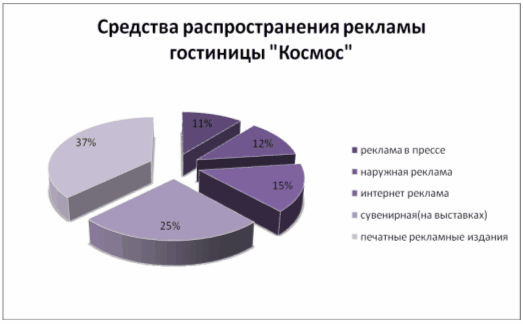 Средства распространения рекламы
гостиницы "Космос"
11%
12%
15%
25%
37%
реклама в прессе
наружная реклама
интернет реклама
сувенирная(на выставках)
печатные рекламные издания